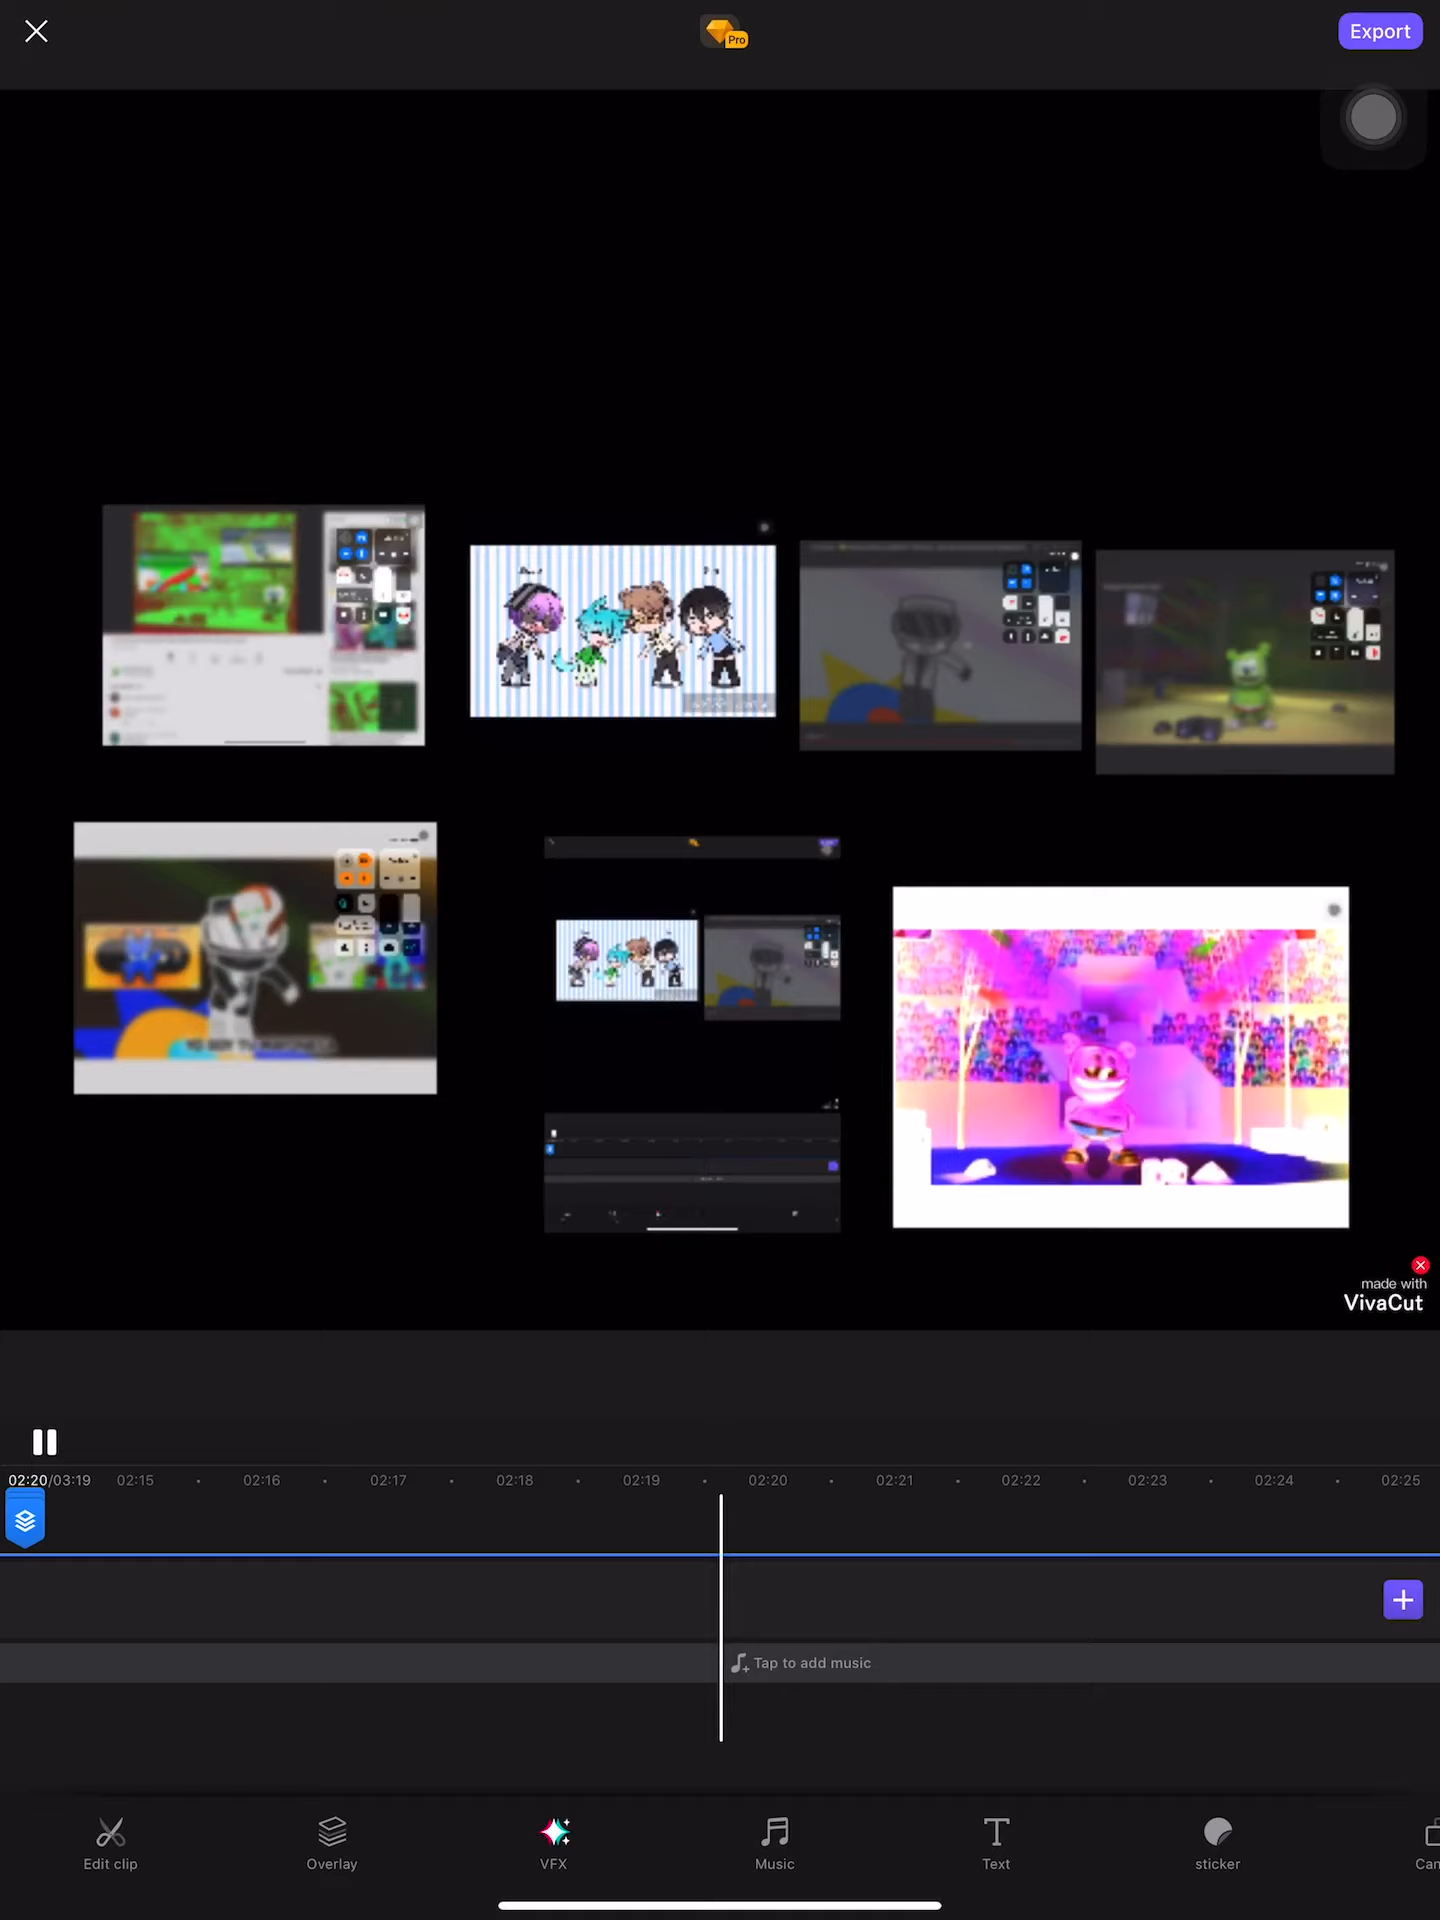 Pro
Export
made with
VivaCut
02:20/03:19
02:15
02:16
02:17
02:18
02:19
02:20
02:21
02:22
02:23
02:24
02:25
Tap to add music
Edit clip
Overlay
VFX
Music
Text
sticker
Can